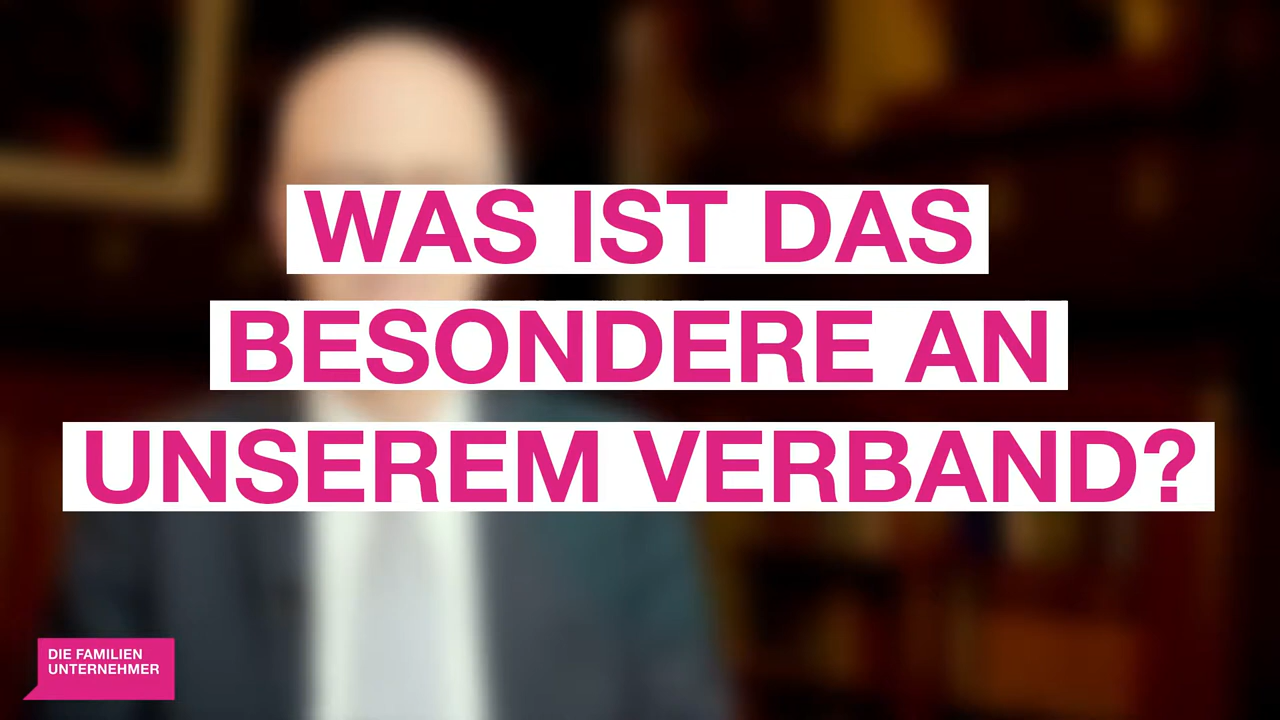 WAS IST DAS
BESONDERE AN
UNSEREM VERBAND?
DIE FAMILIEN
UNTERNEHMER